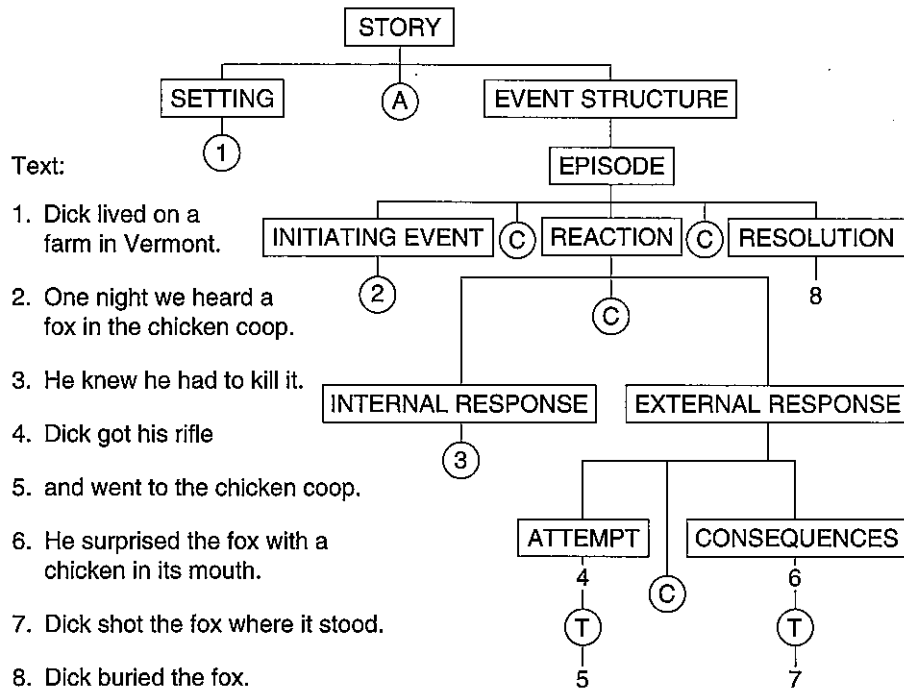 STORY
SETTING
A
EVENT STRUCTURE
1
EPISODE
INITIATING EVENT
C
REACTION
C
RESOLUTION
2
C
8
INTERNAL RESPONSE
EXTERNAL RESPONSE
3
ATTEMPT
CONSEQUENCES
4
C
6
T
T
5
7
Text:
1. Dick lived on a
farm in Vermont.
2. One night we heard a
fox in the chicken coop.
3. He knew he had to kill it.
4. Dick got his rifle
5. and went to the chicken coop.
6. He surprised the fox with a
chicken in its mouth.
7. Dick shot the fox where it stood.
8. Dick buried the fox.